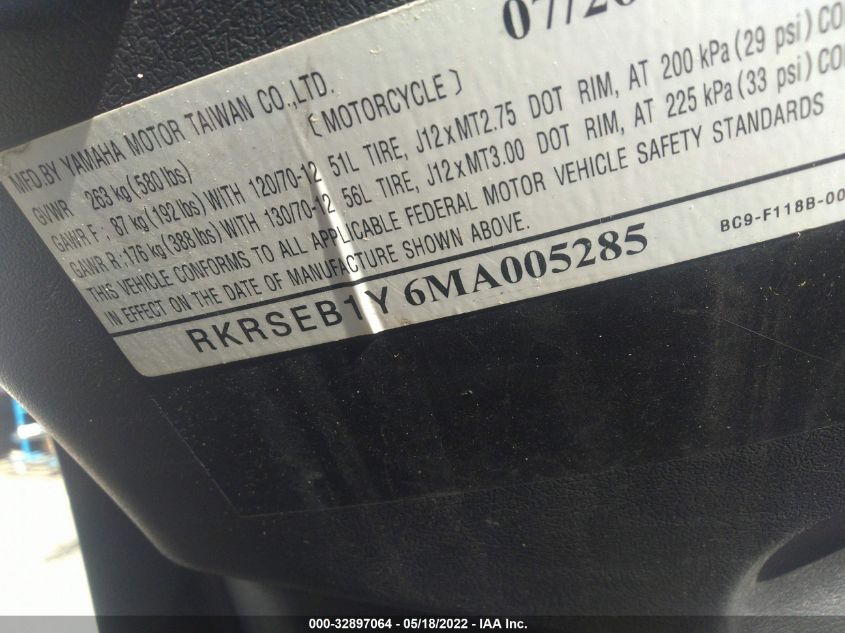 07/20
MFD.BY YAMAHA MOTOR TAIWAN CO.,LTD.
GVWR 263 kg (580 lbs) [MOTORCYCLE]
GAWR F : 87 kg (192 lbs) WITH 120/70-12 51L TIRE, J12xMT2.75 DOT RIM, AT 200 kPa (29 psi) CO
GAWR R : 176 kg (388 lbs) WITH 130/70-12 56L TIRE, J12xMT3.00 DOT RIM, AT 225 kPa (33 psi) CO
THIS VEHICLE CONFORMS TO ALL APPLICABLE FEDERAL MOTOR VEHICLE SAFETY STANDARDS
IN EFFECT ON THE DATE OF MANUFACTURE SHOWN ABOVE.
BC9-F118B-00
RKRSEB1Y 6MA005285
000-32897064 - 05/18/2022 - IAA Inc.